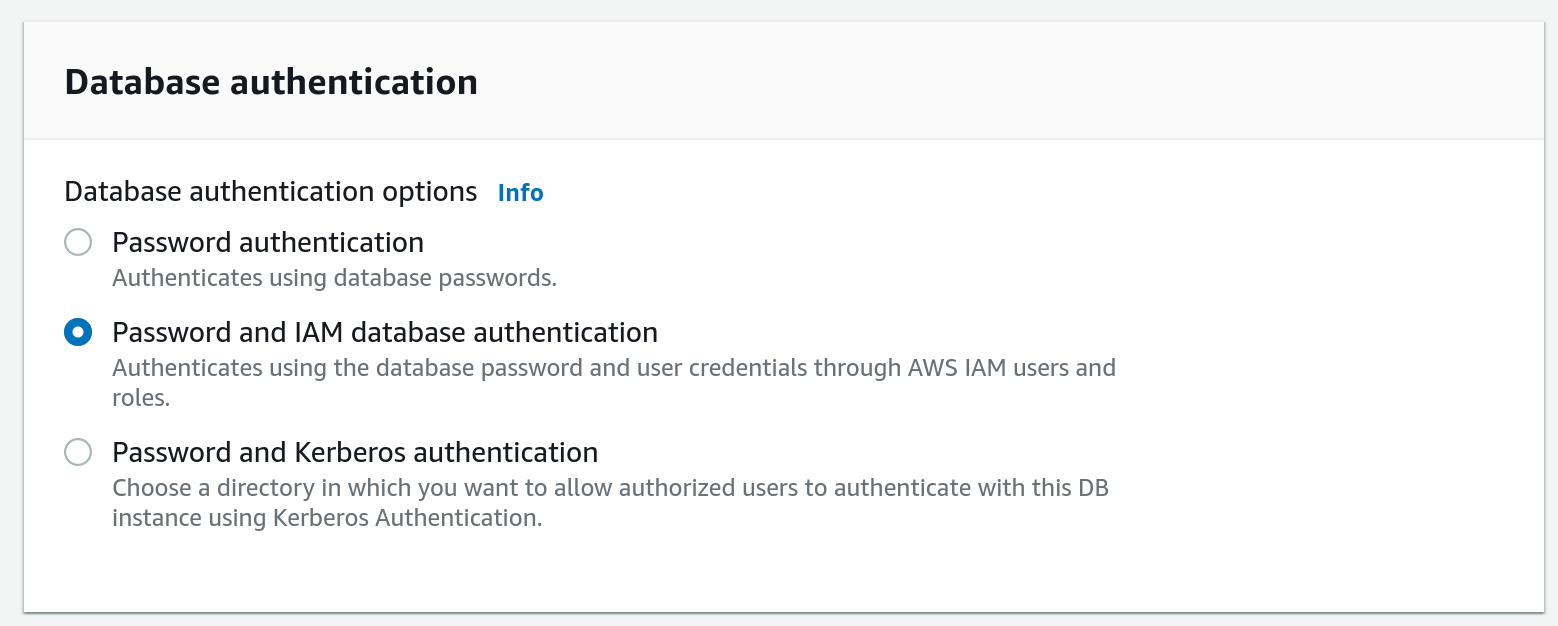 Database authentication
Database authentication options Info
Password authentication
Authenticates using database passwords.
Password and IAM database authentication
Authenticates using the database password and user credentials through AWS IAM users and
roles.
Password and Kerberos authentication
Choose a directory in which you want to allow authorized users to authenticate with this DB
instance using Kerberos Authentication.